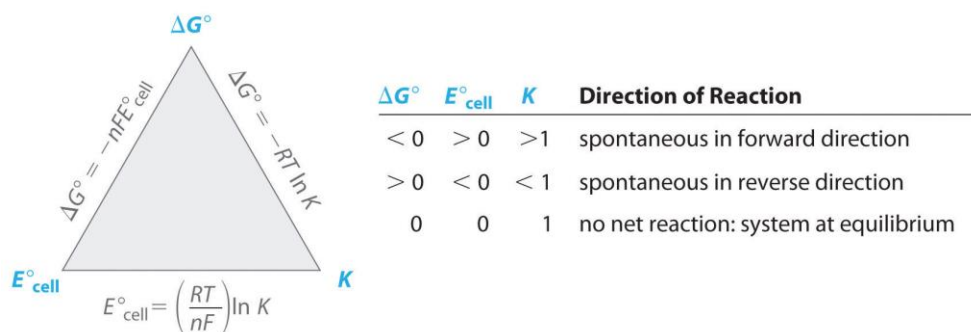 ΔG°
ΔG° = −nFE°cell
ΔG° = −RT ln K
E°cell
K
E°cell = (RT/nF) ln K
ΔG° E°cell K Direction of Reaction
< 0 > 0 >1 spontaneous in forward direction
> 0 < 0 < 1 spontaneous in reverse direction
0 0 1 no net reaction: system at equilibrium